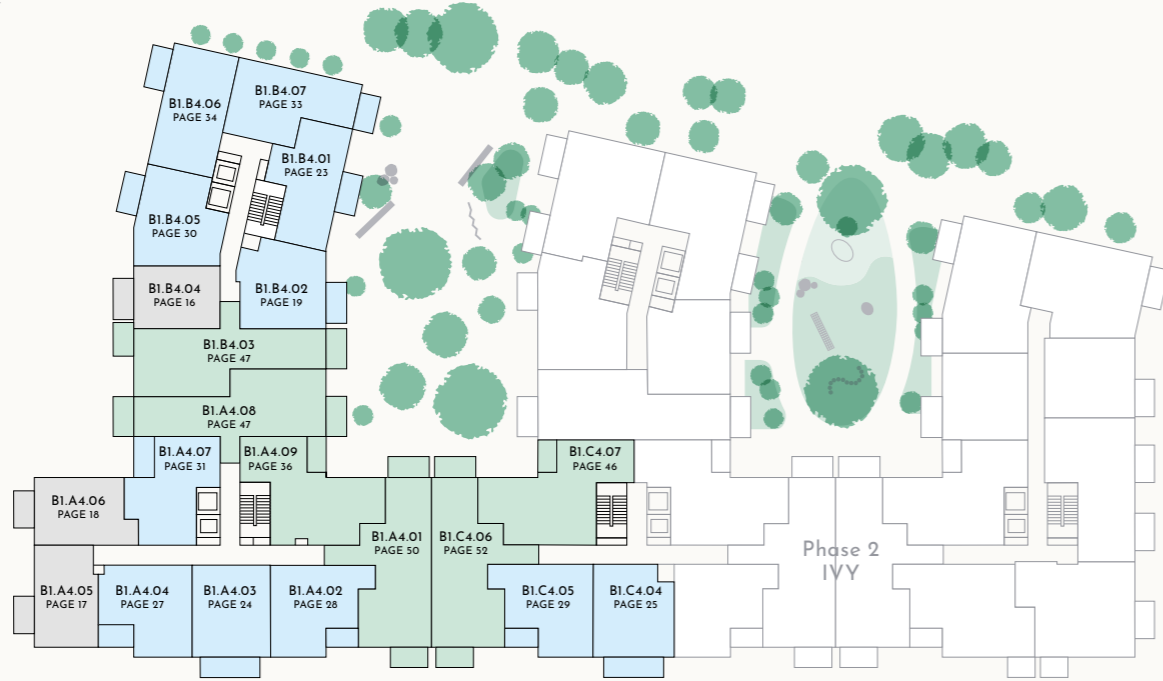 B1.B4.06
PAGE 34
B1.B4.07
PAGE 33
B1.B4.01
PAGE 23
B1.B4.05
PAGE 30
B1.B4.04
PAGE 16
B1.B4.02
PAGE 19
B1.B4.03
PAGE 47
B1.A4.08
PAGE 47
B1.A4.07
PAGE 31
B1.A4.09
PAGE 36
B1.C4.07
PAGE 46
B1.A4.06
PAGE 18
B1.A4.01
PAGE 50
B1.C4.06
PAGE 52
Phase 2
IVY
B1.A4.05
PAGE 17
B1.A4.04
PAGE 27
B1.A4.03
PAGE 24
B1.A4.02
PAGE 28
B1.C4.05
PAGE 29
B1.C4.04
PAGE 25